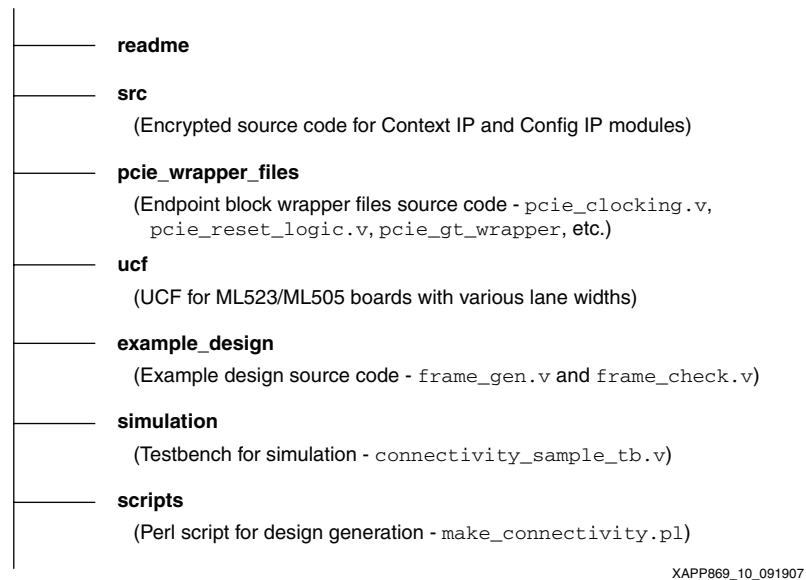 readme
src
(Encrypted source code for Context IP and Config IP modules)
pcie_wrapper_files
(Endpoint block wrapper files source code - pcie_clocking.v,
pcie_reset_logic.v, pcie_gt_wrapper, etc.)
ucf
(UCF for ML523/ML505 boards with various lane widths)
example_design
(Example design source code - frame_gen.v and frame_check.v)
simulation
(Testbench for simulation - connectivity_sample_tb.v)
scripts
(Perl script for design generation - make_connectivity.pl)
XAPP869_10_091907